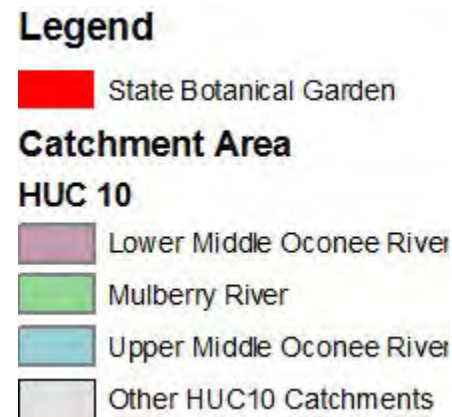 Legend
State Botanical Garden
Catchment Area
HUC 10
Lower Middle Oconee River
Mulberry River
Upper Middle Oconee River
Other HUC10 Catchments